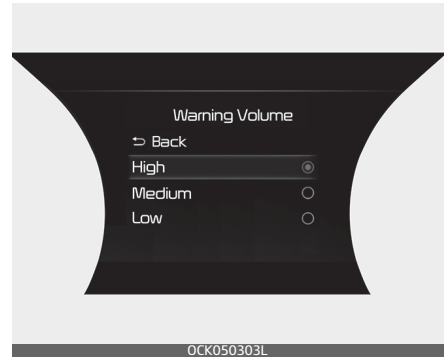 Warning Volume
Back
High
Medium
Low
OCK050303L